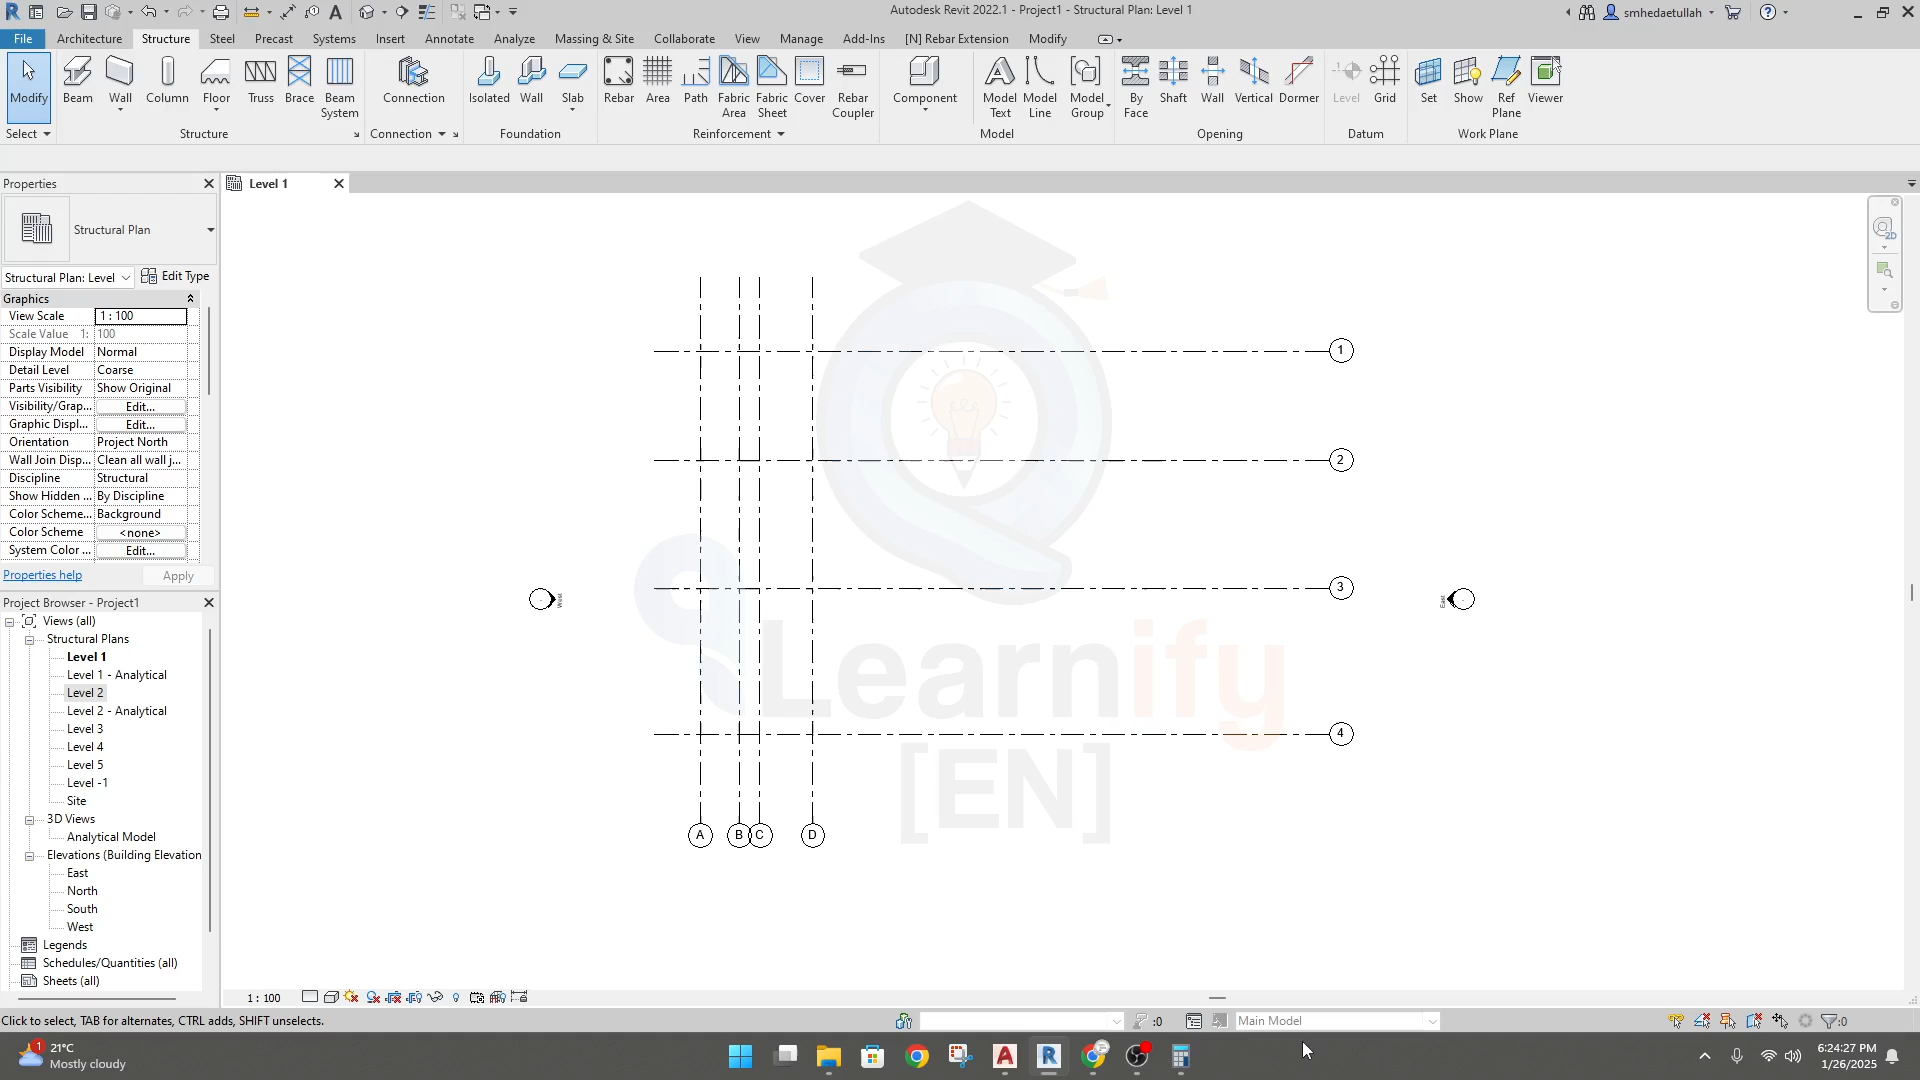 Autodesk Revit 2022.1 - Project1 - Structural Plan: Level 1
smhedaetullah
File Architecture Structure Steel Precast Systems Insert Annotate Analyze Massing & Site Collaborate View Manage Add-Ins [N] Rebar Extension Modify
Modify Beam Wall Column Floor Truss Brace Beam System Connection Isolated Wall Slab Rebar Area Path Fabric Area Fabric Sheet Cover Rebar Coupler Component Model Text Model Line Model Group By Face Shaft Wall Vertical Dormer Level Grid Set Show Ref Plane Viewer
Select Structure Connection Foundation Reinforcement Model Opening Datum Work Plane
Properties
Level 1
Structural Plan
Structural Plan: Level Edit Type
Graphics
View Scale 1 : 100
Scale Value 1: 100
Display Model Normal
Detail Level Coarse
Parts Visibility Show Original
Visibility/Grap... Edit...
Graphic Displ... Edit...
Orientation Project North
Wall Join Disp... Clean all wall j...
Discipline Structural
Show Hidden ... By Discipline
Color Scheme... Background
Color Scheme <none>
System Color ... Edit...
Properties help Apply
Project Browser - Project1
Views (all)
Structural Plans
Level 1
Level 1 - Analytical
Level 2
Level 2 - Analytical
Level 3
Level 4
Level 5
Level -1
Site
3D Views
Analytical Model
Elevations (Building Elevation
East
North
South
West
Legends
Schedules/Quantities (all)
Sheets (all)
1
2
3
4
West
East
A B C D
Learnify
[EN]
2D
1 : 100
Click to select, TAB for alternates, CTRL adds, SHIFT unselects.
:0
Main Model
:0
1
21°C
Mostly cloudy
6:24:27 PM
1/26/2025